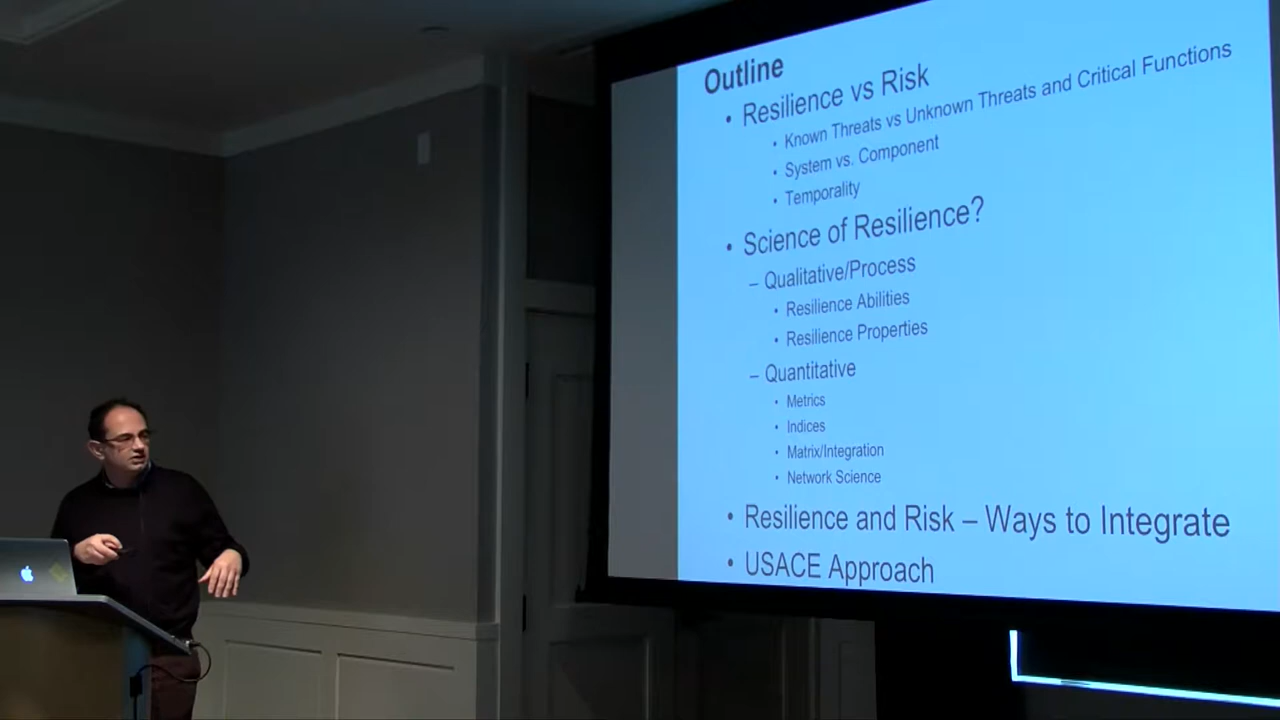 Outline
• Resilience vs Risk
• Known Threats vs Unknown Threats and Critical Functions
• System vs. Component
• Temporality
• Science of Resilience?
– Qualitative/Process
• Resilience Abilities
• Resilience Properties
– Quantitative
• Metrics
• Indices
• Matrix/Integration
• Network Science
• Resilience and Risk – Ways to Integrate
• USACE Approach